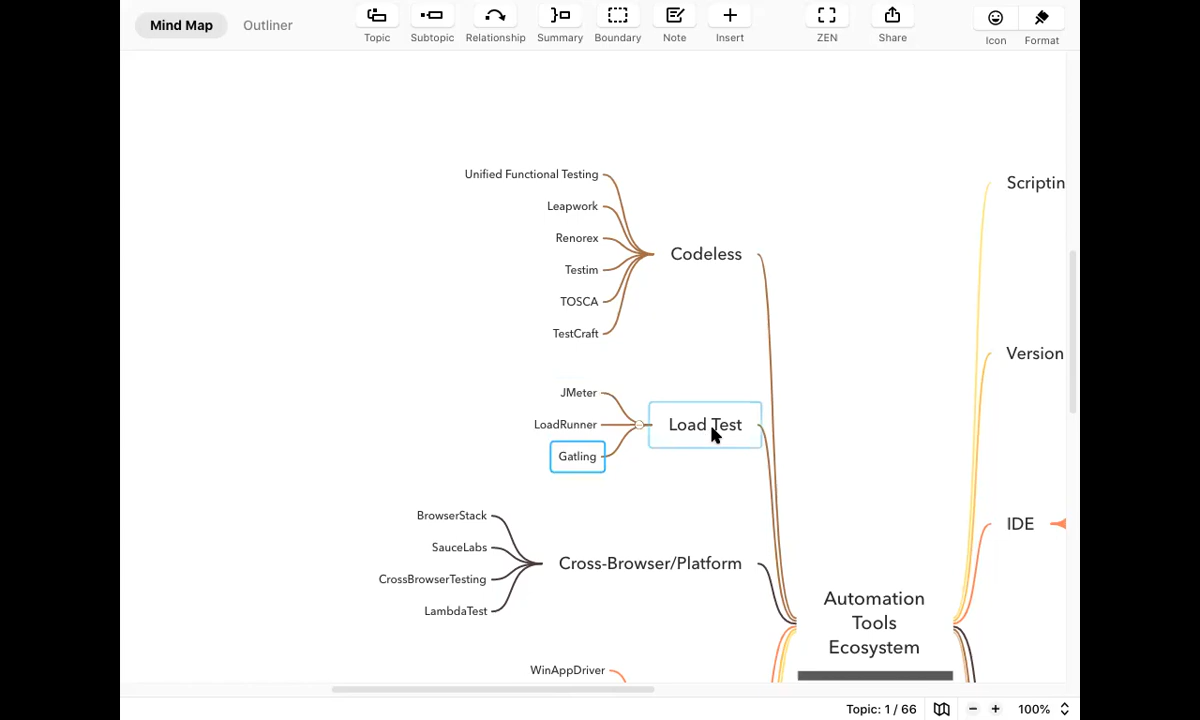 Mind Map
Outliner
Topic
Subtopic
Relationship
Summary
Boundary
Note
Insert
ZEN
Share
Icon
Format
Unified Functional Testing
Leapwork
Renorex
Testim
TOSCA
TestCraft
Codeless
Scriptin
Version
JMeter
LoadRunner
Gatling
Load Test
BrowserStack
SauceLabs
CrossBrowserTesting
LambdaTest
Cross-Browser/Platform
IDE
Automation
Tools
Ecosystem
WinAppDriver
Topic: 1 / 66
100%